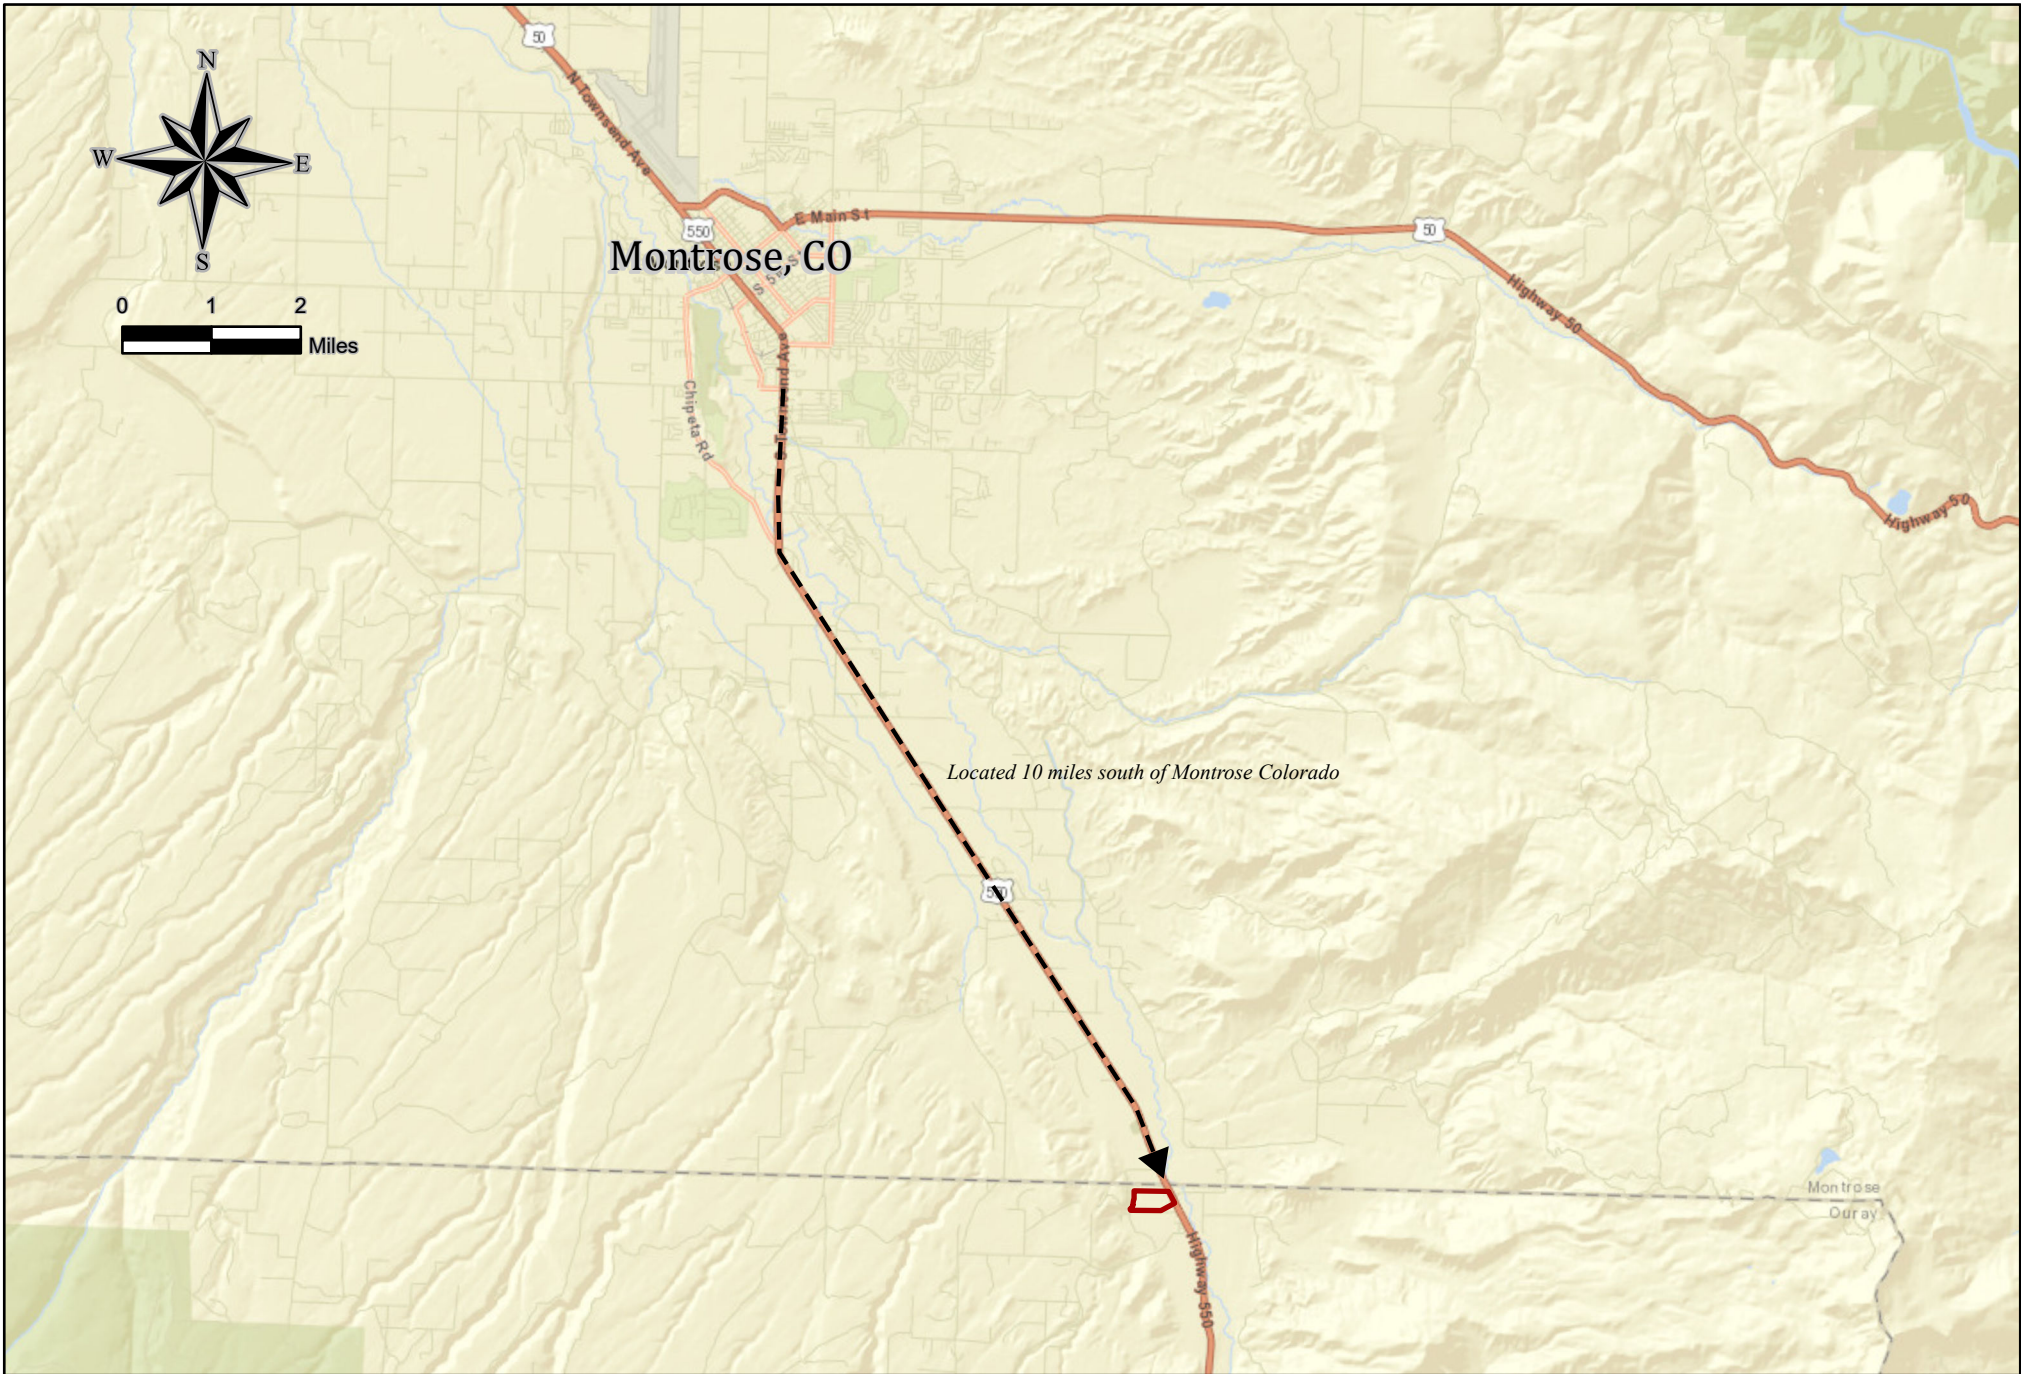 50
N
N Townsend Ave
W
E
E Main St
550
50
Montrose, CO
S
Highway 50
0 1 2
Miles
Chipeta Rd
Highway 50
Located 10 miles south of Montrose Colorado
550
Montrose
Ouray
Highway 550